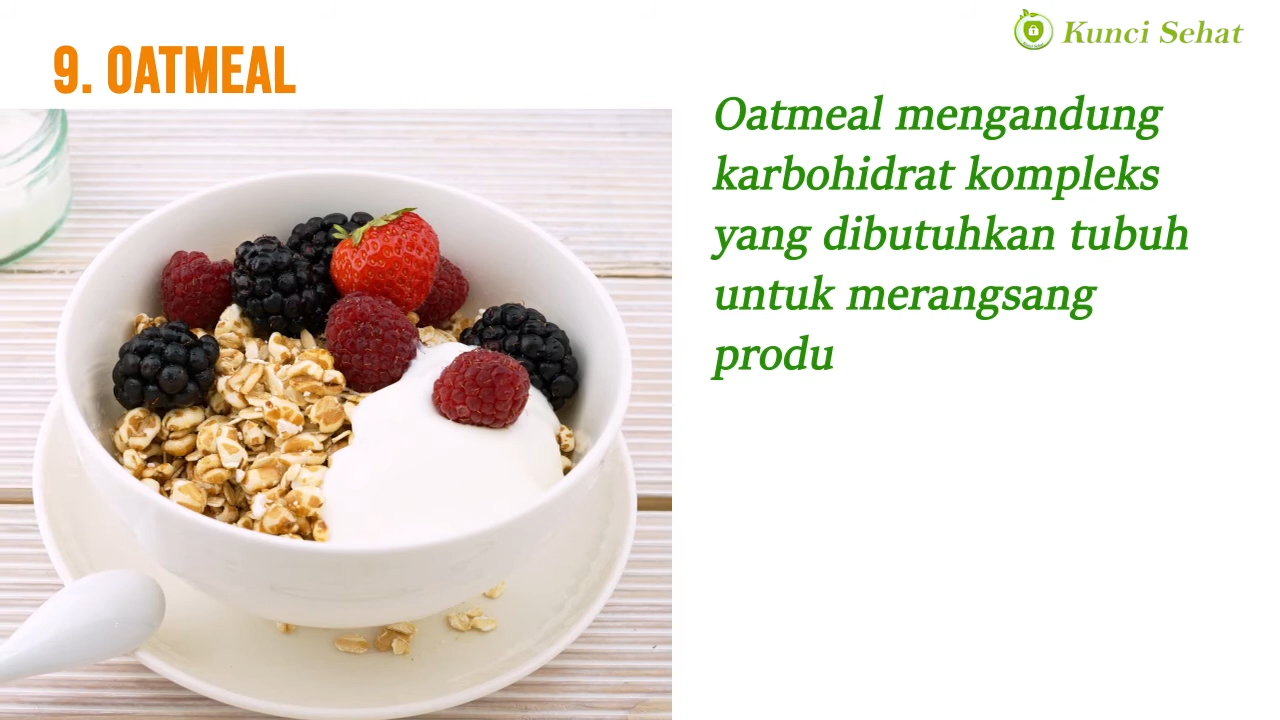 Kunci Sehat
9. OATMEAL
Oatmeal mengandung
karbohidrat kompleks
yang dibutuhkan tubuh
untuk merangsang
produ